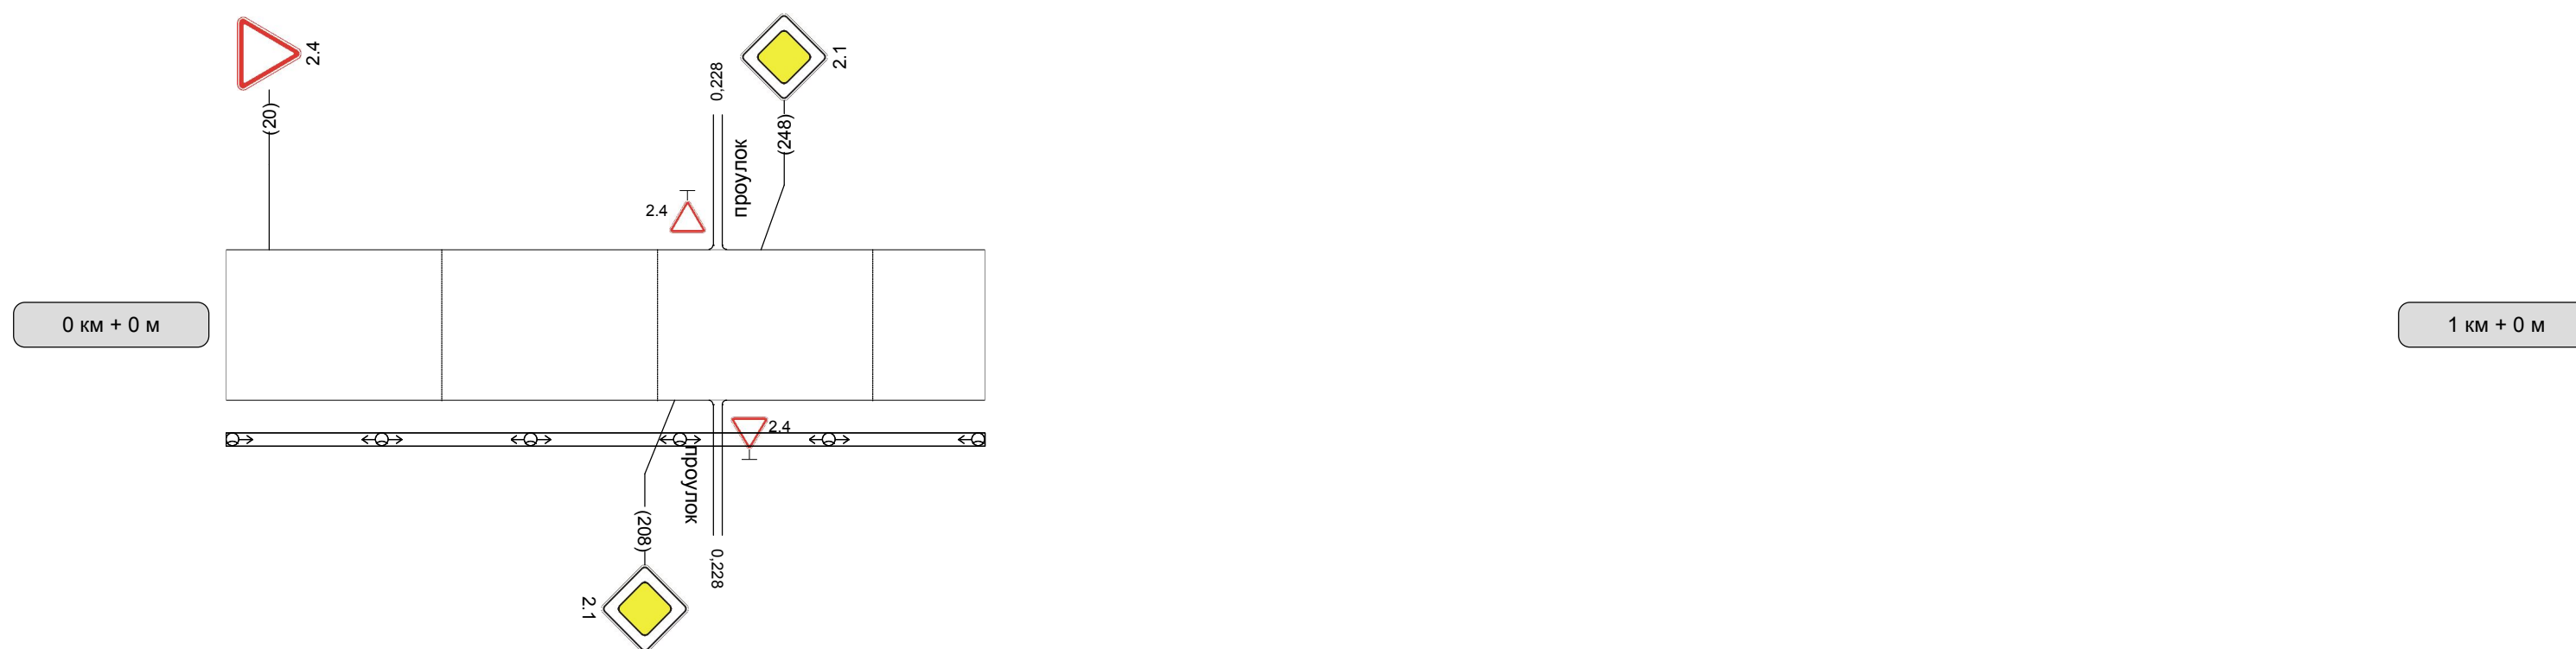 2.4
(20)
0,228
2.1
(248)
проулок
2.4
0 км + 0 м
1 км + 0 м
2.4
проулок
(208)
0,228
2.1